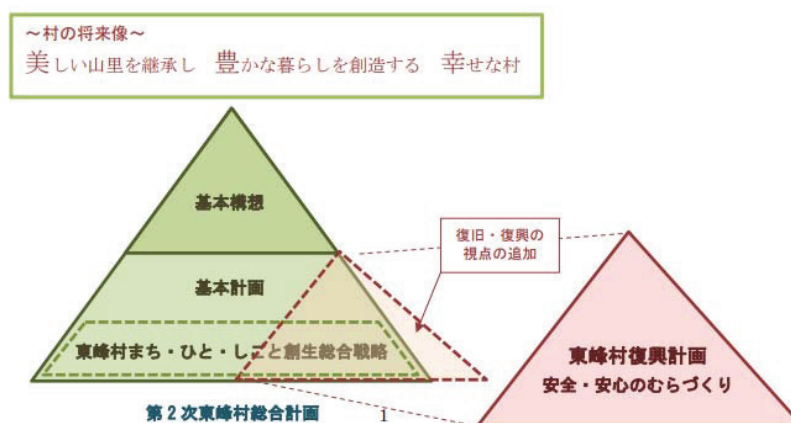 ～村の将来像～
美しい山里を継承し　豊かな暮らしを創造する　幸せな村
基本構想
復旧・復興の
視点の追加
基本計画
東峰村まち・ひと・しごと創生総合戦略
東峰村復興計画
安全・安心のむらづくり
第２次東峰村総合計画
1